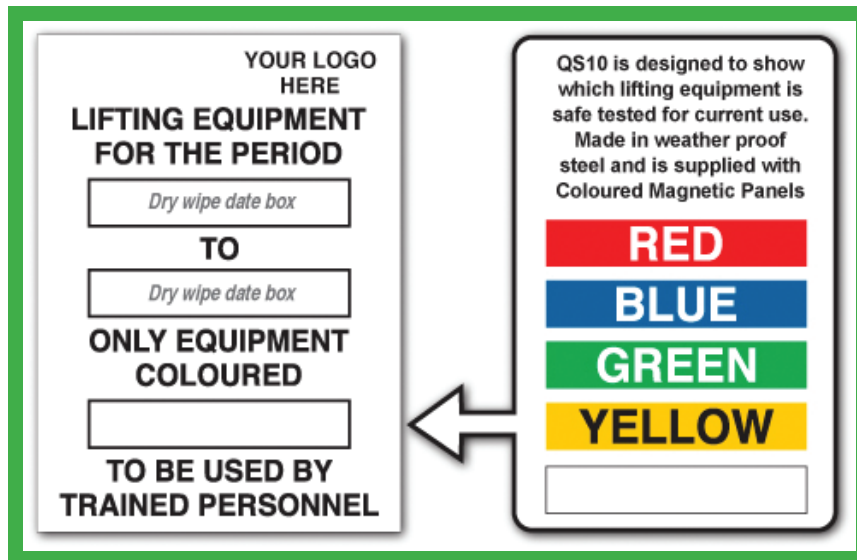 YOUR LOGO
HERE
LIFTING EQUIPMENT
FOR THE PERIOD
Dry wipe date box
TO
Dry wipe date box
ONLY EQUIPMENT
COLOURED
TO BE USED BY
TRAINED PERSONNEL
QS10 is designed to show
which lifting equipment is
safe tested for current use.
Made in weather proof
steel and is supplied with
Coloured Magnetic Panels
RED
BLUE
GREEN
YELLOW